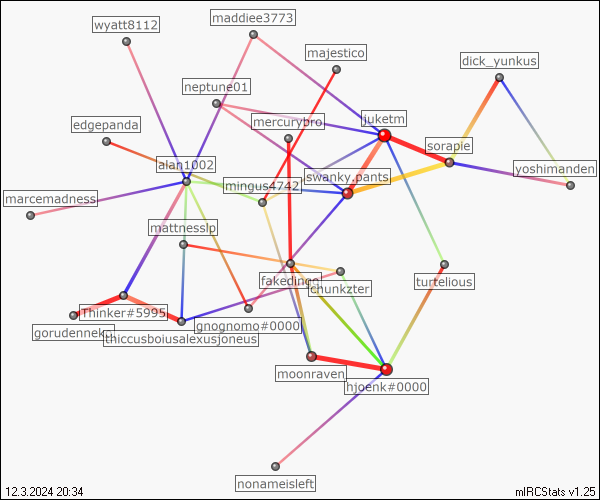 maddiee3773
wyatt8112
majestico
dick_yunkus
neptune01
juketm
mercurybro
edgepanda
sorapie
alan1002
yoshimanden
swanky.pants
mingus4742
marcemadness
mattnesslp
fakedinan
chunkzter
turtelious
Thinker#5995
gnognomo#0000
gorudennek
thiccusboiusalexusjoneus
moonraven
hjoenk#0000
nonameisleft
12.3.2024 20:34
mIRCStats v1.25